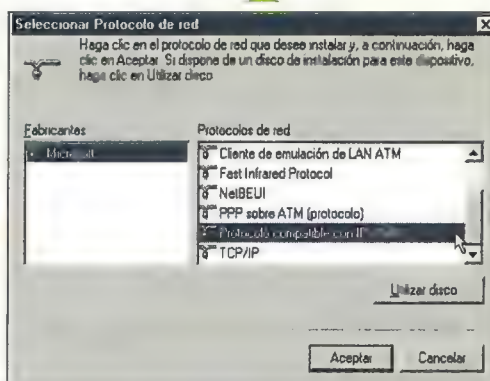 Seleccionar Protocolo de red
Haga clic en el protocolo de red que desee instalar y, a continuación, haga
clic en Aceptar. Si dispone de un disco de instalación para este dispositivo,
haga clic en Utilizar disco
Fabricantes
Protocolos de red
Microsoft
Cliente de emulación de LAN ATM
Fast Infrared Protocol
NetBEUI
PPP sobre ATM (protocolo)
Protocolo compatible con
TCP/IP
Utilizar disco
Aceptar
Cancelar